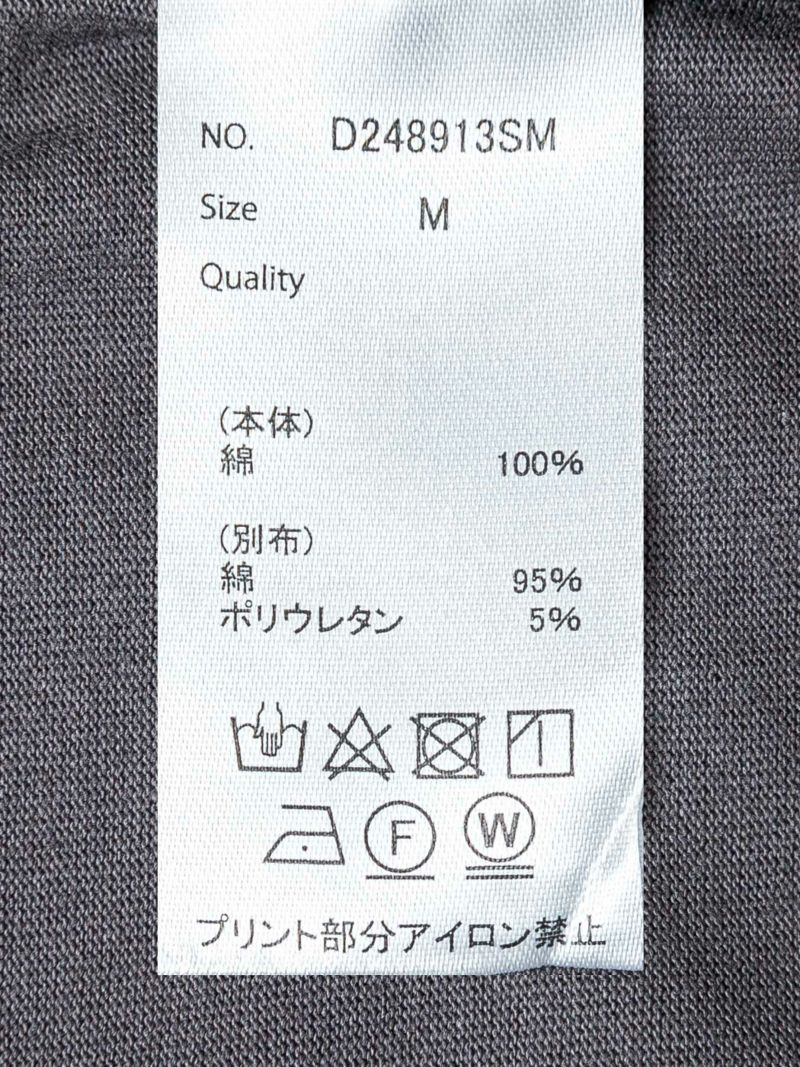 NO. D248913SM
Size M
Quality
(本体)
綿 100%
(別布)
綿 95%
ポリウレタン 5%
F W
プリント部分アイロン禁止